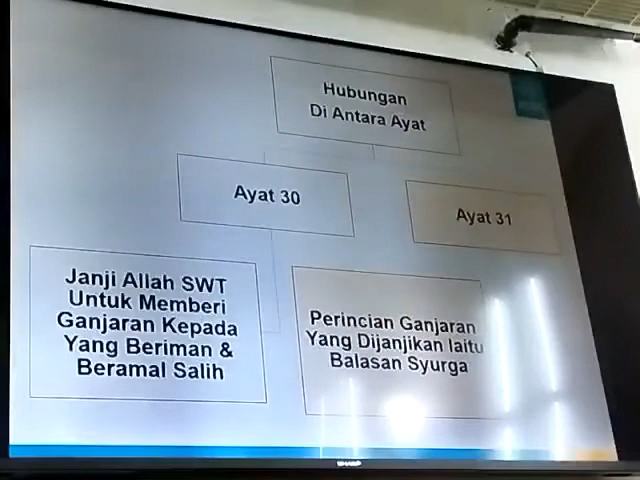 Hubungan
Di Antara Ayat
Ayat 30
Ayat 31
Janji Allah SWT
Untuk Memberi
Ganjaran Kepada
Yang Beriman &
Beramal Salih
Perincian Ganjaran
Yang Dijanjikan Iaitu
Balasan Syurga
SHARP